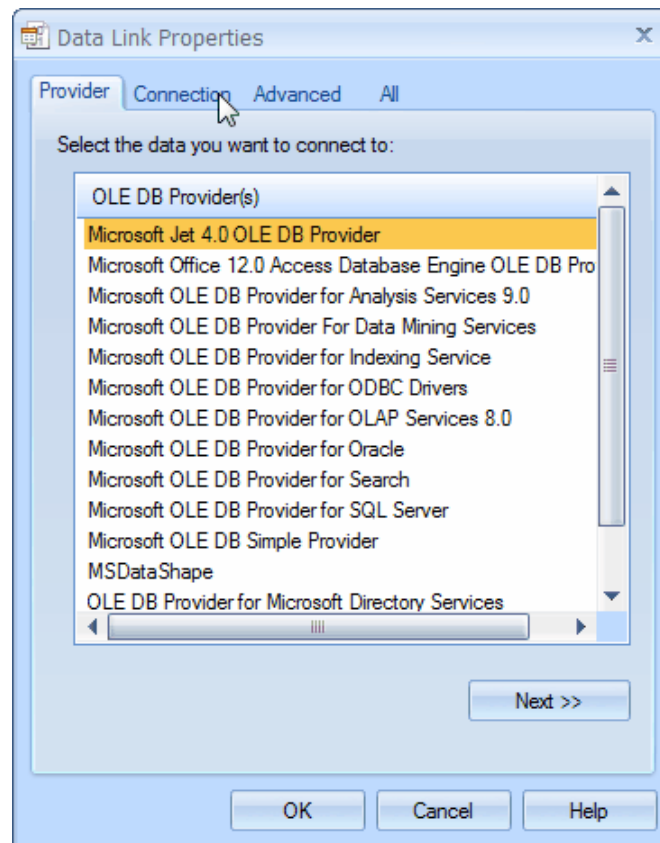 Data Link Properties
Provider Connection Advanced All
Select the data you want to connect to:
OLE DB Provider(s)
Microsoft Jet 4.0 OLE DB Provider
Microsoft Office 12.0 Access Database Engine OLE DB Pro
Microsoft OLE DB Provider for Analysis Services 9.0
Microsoft OLE DB Provider For Data Mining Services
Microsoft OLE DB Provider for Indexing Service
Microsoft OLE DB Provider for ODBC Drivers
Microsoft OLE DB Provider for OLAP Services 8.0
Microsoft OLE DB Provider for Oracle
Microsoft OLE DB Provider for Search
Microsoft OLE DB Provider for SQL Server
Microsoft OLE DB Simple Provider
MSDataShape
OLE DB Provider for Microsoft Directory Services
Next >>
OK Cancel Help